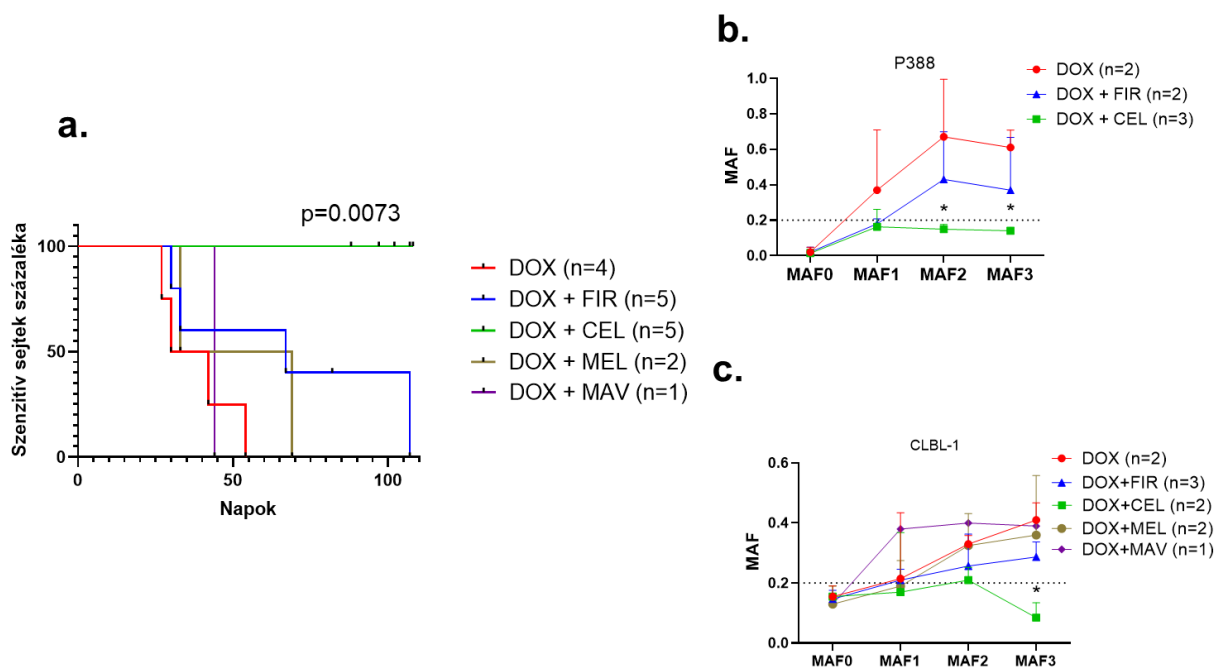 a.
p=0.0073
Szenzitív sejtek százaléka
100
50
0
0
50
100
Napok
DOX (n=4)
DOX + FIR (n=5)
DOX + CEL (n=5)
DOX + MEL (n=2)
DOX + MAV (n=1)
b.
P388
MAF
1.0
0.8
0.6
0.4
0.2
0.0
* *
MAF0 MAF1 MAF2 MAF3
DOX (n=2)
DOX + FIR (n=2)
DOX + CEL (n=3)
c.
CLBL-1
MAF
0.6
0.4
0.2
0.0
*
MAF0 MAF1 MAF2 MAF3
DOX (n=2)
DOX+FIR (n=3)
DOX+CEL (n=2)
DOX+MEL (n=2)
DOX+MAV (n=1)